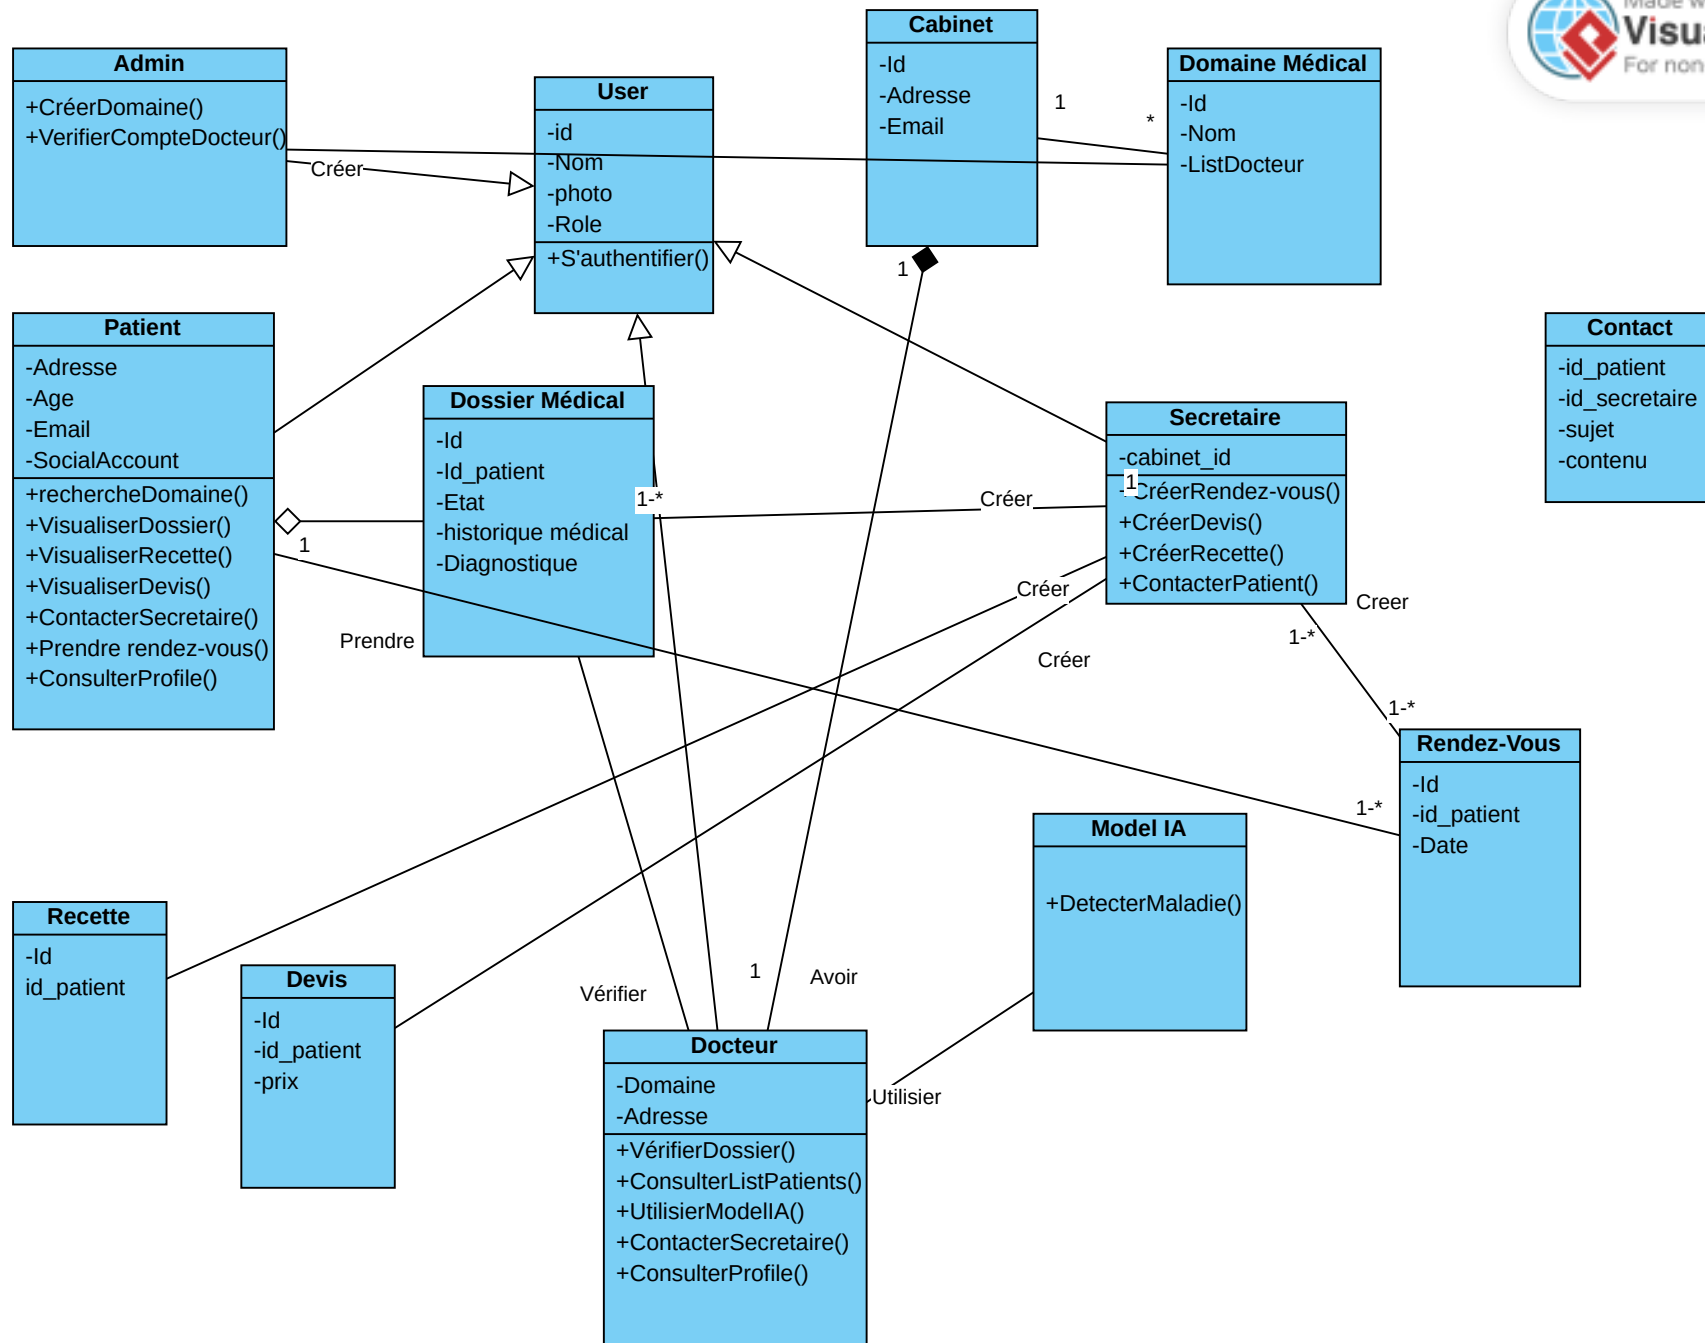 Admin
+CréerDomaine()
+VerifierCompteDocteur()
Créer
User
-id
-Nom
-photo
-Role
+S'authentifier()
Cabinet
-Id
-Adresse
-Email
1
*
1
Domaine Médical
-Id
-Nom
-ListDocteur
Made w
Visua
For non
Patient
-Adresse
-Age
-Email
-SocialAccount
+rechercheDomaine()
+VisualiserDossier()
+VisualiserRecette()
+VisualiserDevis()
+ContacterSecretaire()
+Prendre rendez-vous()
+ConsulterProfile()
1
Prendre
Dossier Médical
-Id
-Id_patient
-Etat
-historique médical
-Diagnostique
1-*
Créer
Secretaire
-cabinet_id
1
+CréerRendez-vous()
+CréerDevis()
+CréerRecette()
+ContacterPatient()
Contact
-id_patient
-id_secretaire
-sujet
-contenu
Créer
Créer
Creer
1-*
1-*
1-*
Rendez-Vous
-Id
-id_patient
-Date
Model IA
+DetecterMaladie()
Recette
-Id
id_patient
Devis
-Id
-id_patient
-prix
Vérifier
1
Avoir
Utilisier
Docteur
-Domaine
-Adresse
+VérifierDossier()
+ConsulterListPatients()
+UtilisierModelIA()
+ContacterSecretaire()
+ConsulterProfile()